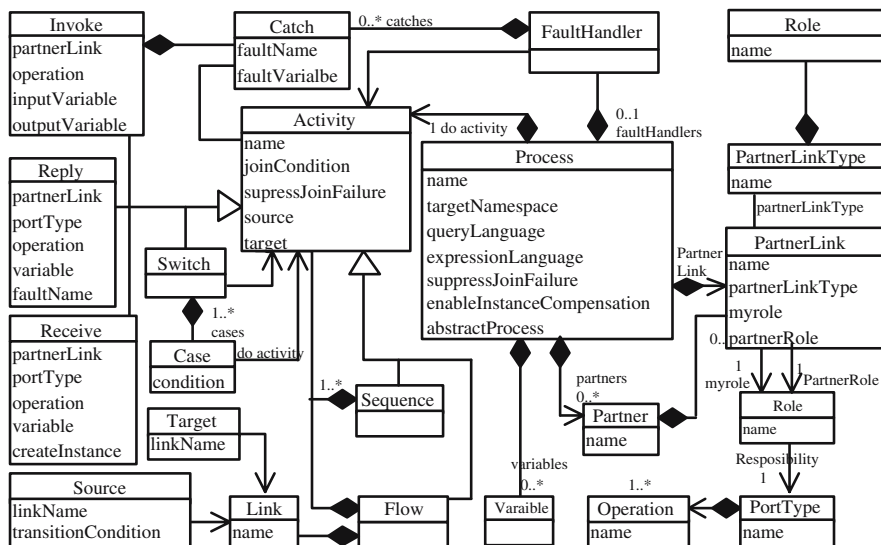 Invoke
partnerLink
operation
inputVariable
outputVariable
Catch
faultName
faultVarialbe
0..* catches
FaultHandler
Role
name
Activity
name
joinCondition
supressJoinFailure
source
target
1 do activity
0..1
faultHandlers
Process
name
targetNamespace
queryLanguage
expressionLanguage
suppressJoinFailure
enableInstanceCompensation
abstractProcess
PartnerLinkType
name
partnerLinkType
Reply
partnerLink
portType
operation
variable
faultName
Switch
1..*
cases
Partner
Link
PartnerLink
name
partnerLinkType
myrole
partnerRole
0..
Receive
partnerLink
portType
operation
variable
createInstance
Case
condition
do activity
1..*
Sequence
partners
0..*
Partner
name
1
myrole
1
PartnerRole
Role
name
Target
linkName
Resposibility
1
Source
linkName
transitionCondition
Link
name
Flow
variables
0..*
Varaible
1..*
Operation
name
PortType
name